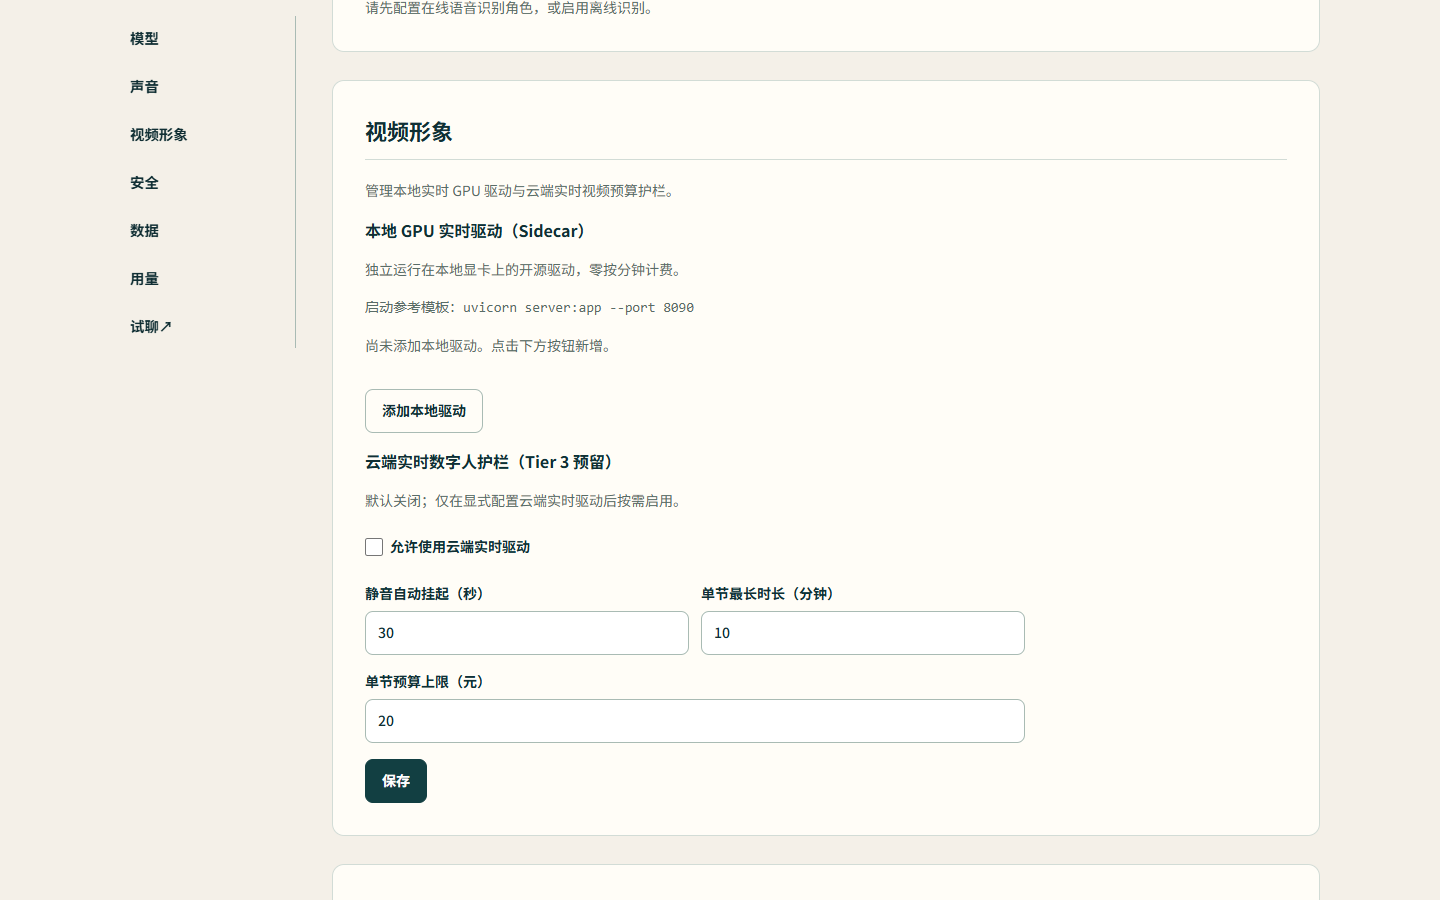 请先配置在线语音识别角色，或启用离线识别。
模型
声音
视频形象
安全
数据
用量
试聊↗
视频形象
管理本地实时 GPU 驱动与云端实时视频预算护栏。
本地 GPU 实时驱动（Sidecar）
独立运行在本地显卡上的开源驱动，零按分钟计费。
启动参考模板：uvicorn server:app --port 8090
尚未添加本地驱动。点击下方按钮新增。
添加本地驱动
云端实时数字人护栏（Tier 3 预留）
默认关闭；仅在显式配置云端实时驱动后按需启用。
允许使用云端实时驱动
静音自动挂起（秒）
单节最长时长（分钟）
30
10
单节预算上限（元）
20
保存